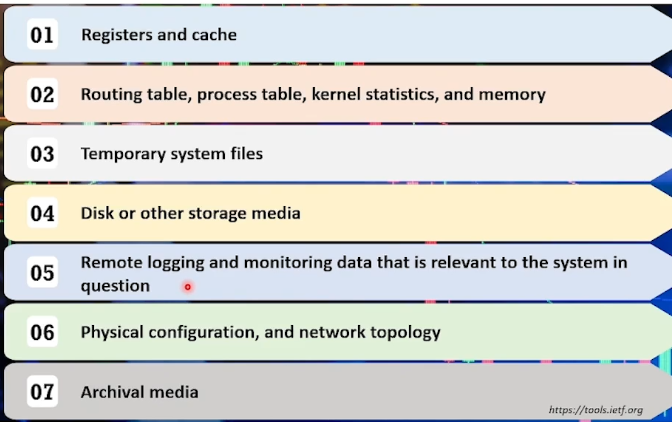 01 Registers and cache
02 Routing table, process table, kernel statistics, and memory
03 Temporary system files
04 Disk or other storage media
05 Remote logging and monitoring data that is relevant to the system in
question
06 Physical configuration, and network topology
07 Archival media
https://tools.ietf.org